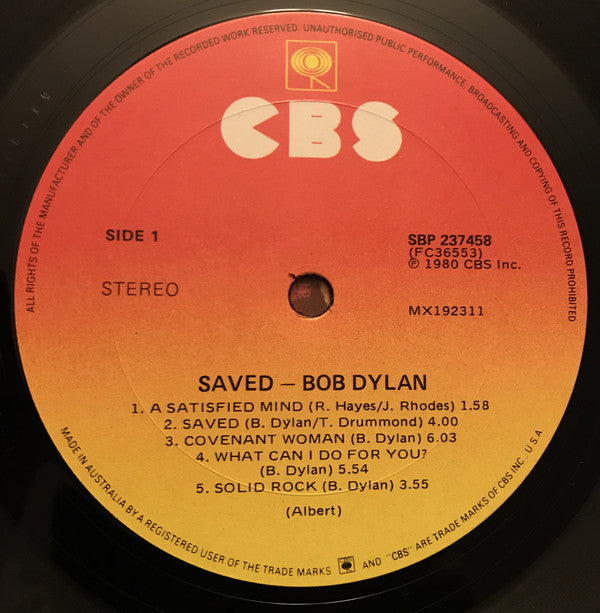 ALL RIGHTS OF THE MANUFACTURER AND OF THE OWNER OF THE RECORDED WORK RESERVED. UNAUTHORISED PUBLIC PERFORMANCE, BROADCASTING AND COPYING OF THIS RECORD PROHIBITED
CBS
SIDE 1
STEREO
SBP 237458
(FC36553)
℗ 1980 CBS Inc.
MX192311
SAVED – BOB DYLAN
1. A SATISFIED MIND (R. Hayes/J. Rhodes) 1.58
2. SAVED (B. Dylan/T. Drummond) 4.00
3. COVENANT WOMAN (B. Dylan) 6.03
4. WHAT CAN I DO FOR YOU?
(B. Dylan) 5.54
5. SOLID ROCK (B. Dylan) 3.55
(Albert)
MADE IN AUSTRALIA BY A REGISTERED USER OF THE TRADE MARKS AND "CBS" ARE TRADE MARKS OF CBS INC., U.S.A